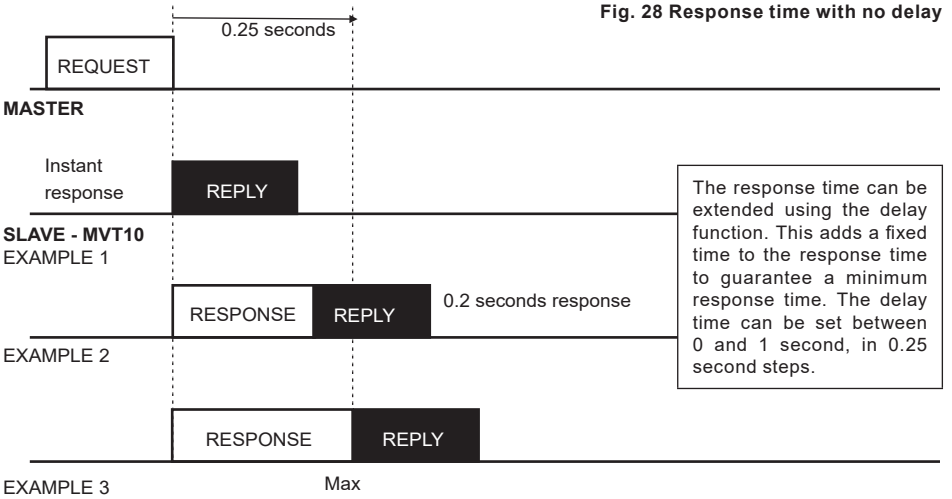 Fig. 28 Response time with no delay
0.25 seconds
REQUEST
MASTER
Instant
response
REPLY
SLAVE - MVT10
EXAMPLE 1
The response time can be
extended using the delay
function. This adds a fixed
time to the response time
to guarantee a minimum
response time. The delay
time can be set between
0 and 1 second, in 0.25
second steps.
RESPONSE REPLY 0.2 seconds response
EXAMPLE 2
RESPONSE REPLY
EXAMPLE 3 Max